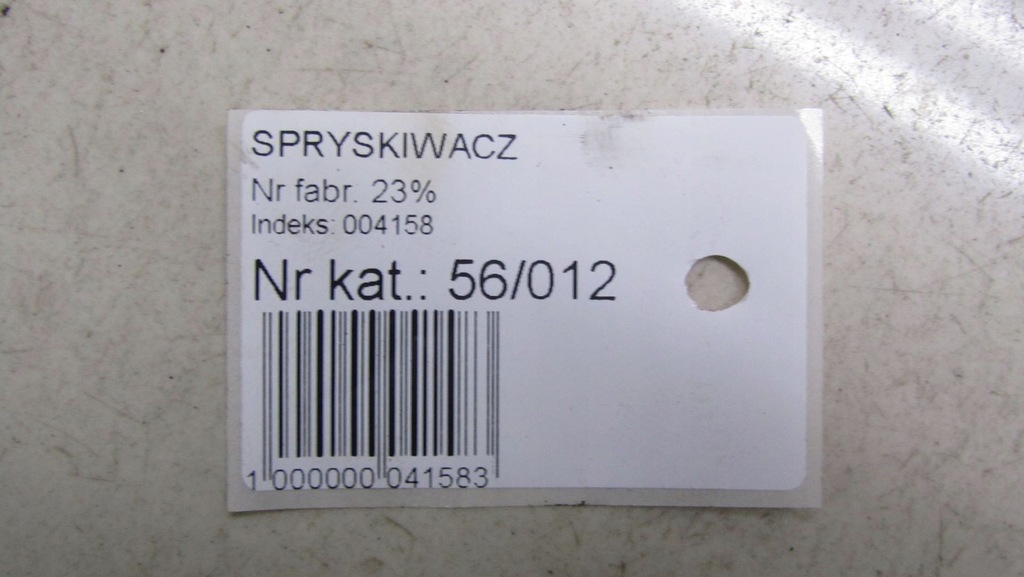 SPRYSKIWACZ
Nr fabr. 23%
Indeks: 004158
Nr kat.: 56/012
1 000000 041583